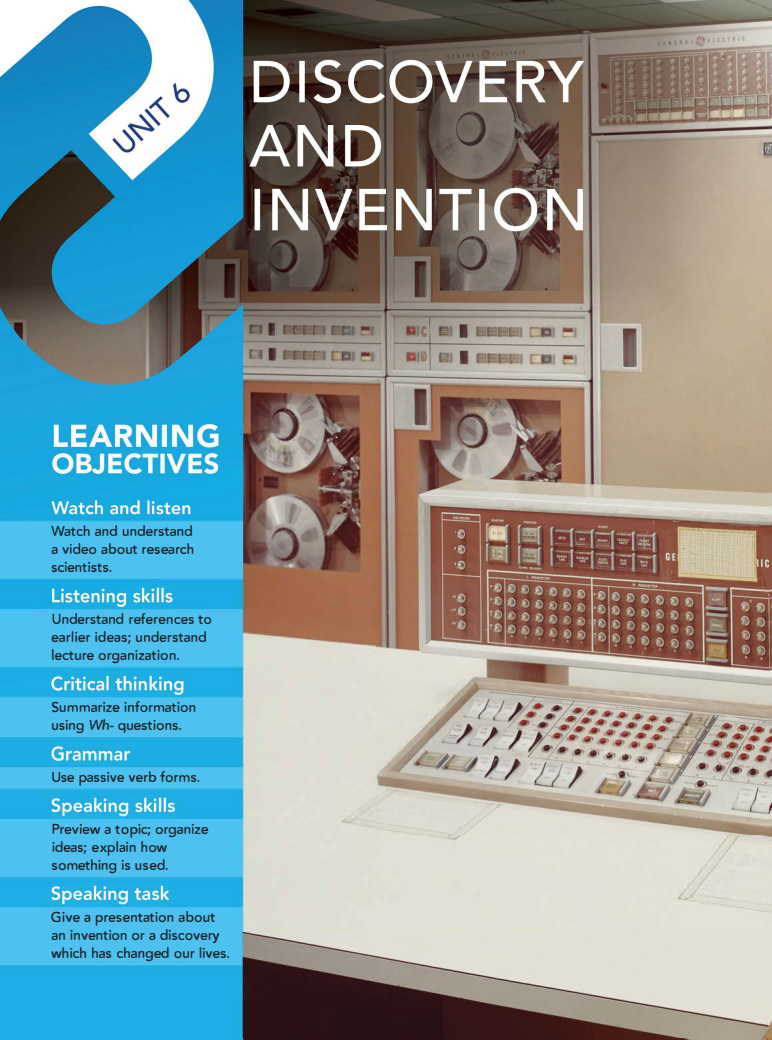 UNIT 6
DISCOVERY
AND
INVENTION
GENERAL ELECTRIC
GENERAL ELECTRIC
LEARNING
OBJECTIVES
Watch and listen
Watch and understand
a video about research
scientists.
Listening skills
Understand references to
earlier ideas; understand
lecture organization.
Critical thinking
Summarize information
using Wh- questions.
Grammar
Use passive verb forms.
Speaking skills
Preview a topic; organize
ideas; explain how
something is used.
Speaking task
Give a presentation about
an invention or a discovery
which has changed our lives.